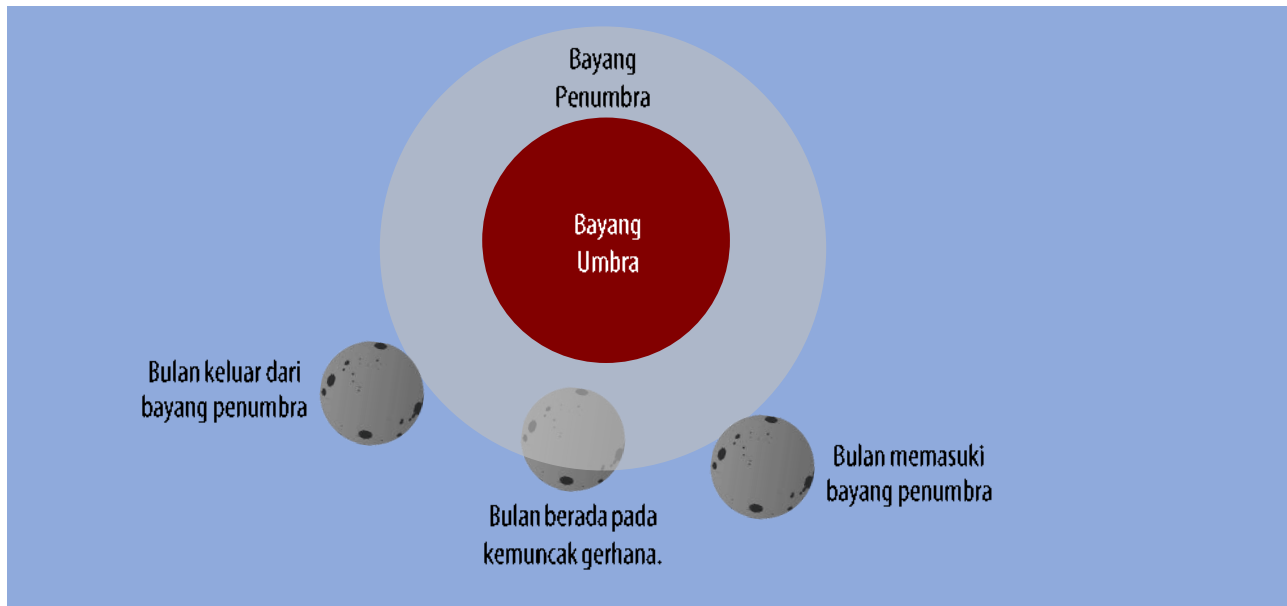 Bayang
Penumbra
Bayang
Umbra
Bulan keluar dari
bayang penumbra
Bulan berada pada
kemuncak gerhana.
Bulan memasuki
bayang penumbra